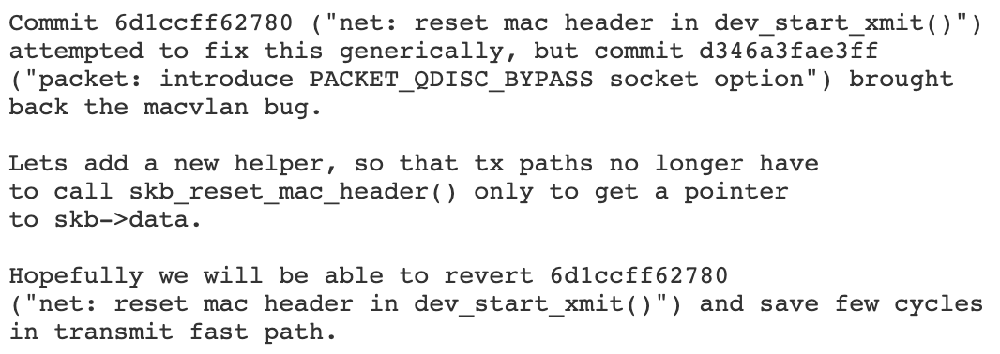 Commit 6d1ccff62780 ("net: reset mac header in dev_start_xmit()")
attempted to fix this generically, but commit d346a3fae3ff
("packet: introduce PACKET_QDISC_BYPASS socket option") brought
back the macvlan bug.
Lets add a new helper, so that tx paths no longer have
to call skb_reset_mac_header() only to get a pointer
to skb->data.
Hopefully we will be able to revert 6d1ccff62780
("net: reset mac header in dev_start_xmit()") and save few cycles
in transmit fast path.